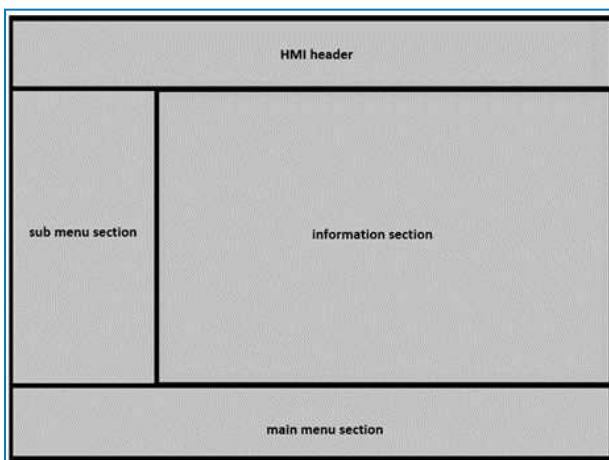 HMI header
sub menu section
information section
main menu section